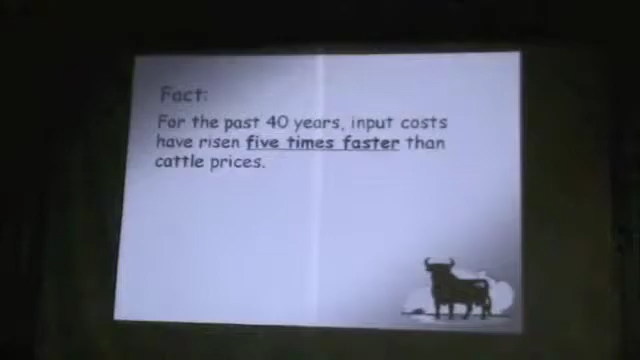 Fact:
For the past 40 years, input costs
have risen five times faster than
cattle prices.